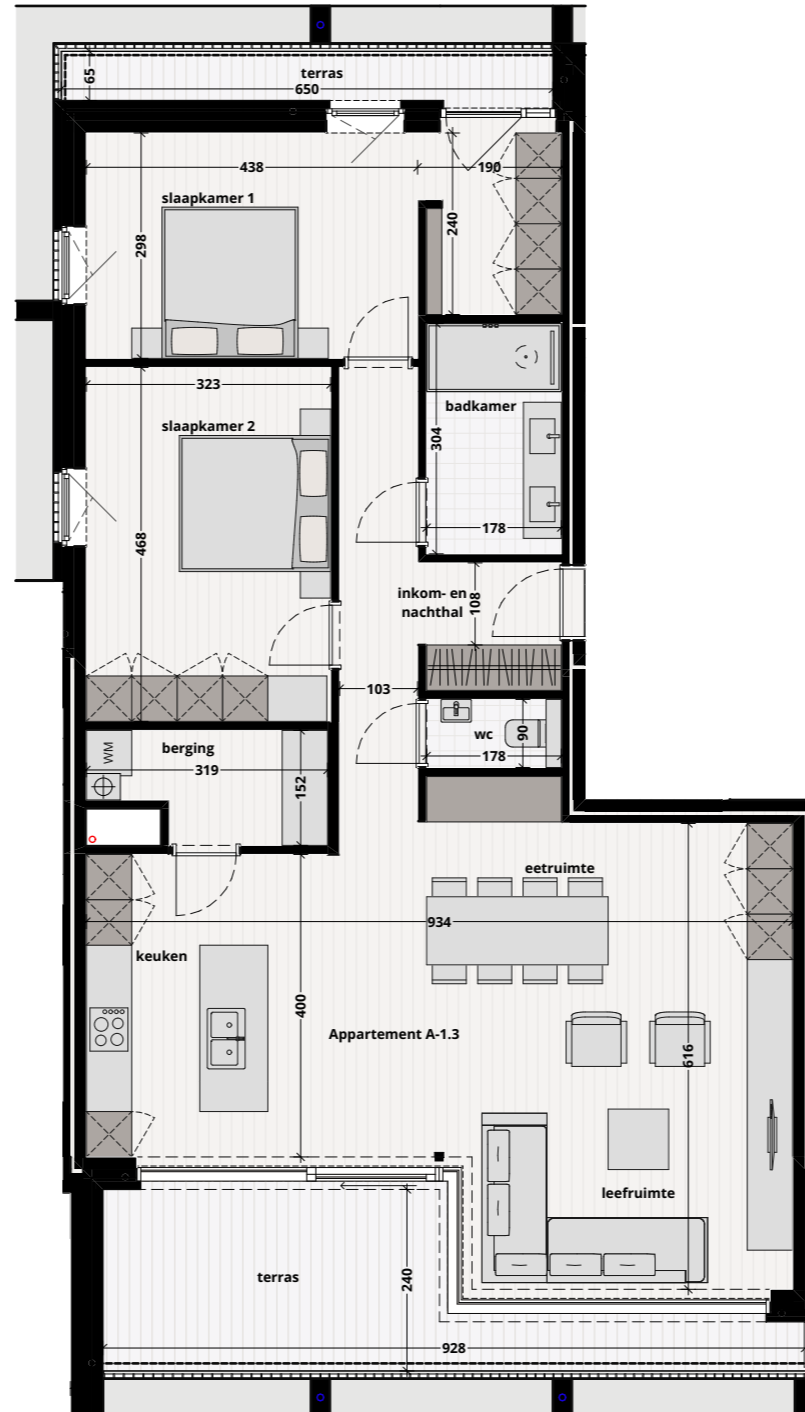 65
terras
650
438
190
slaapkamer 1
298
240
323
slaapkamer 2
badkamer
304
468
178
inkom- en
nachthal
108
103
wc
90
178
WM
berging
319
152
eetruimte
934
keuken
400
Appartement A-1.3
616
leefruimte
terras
240
928